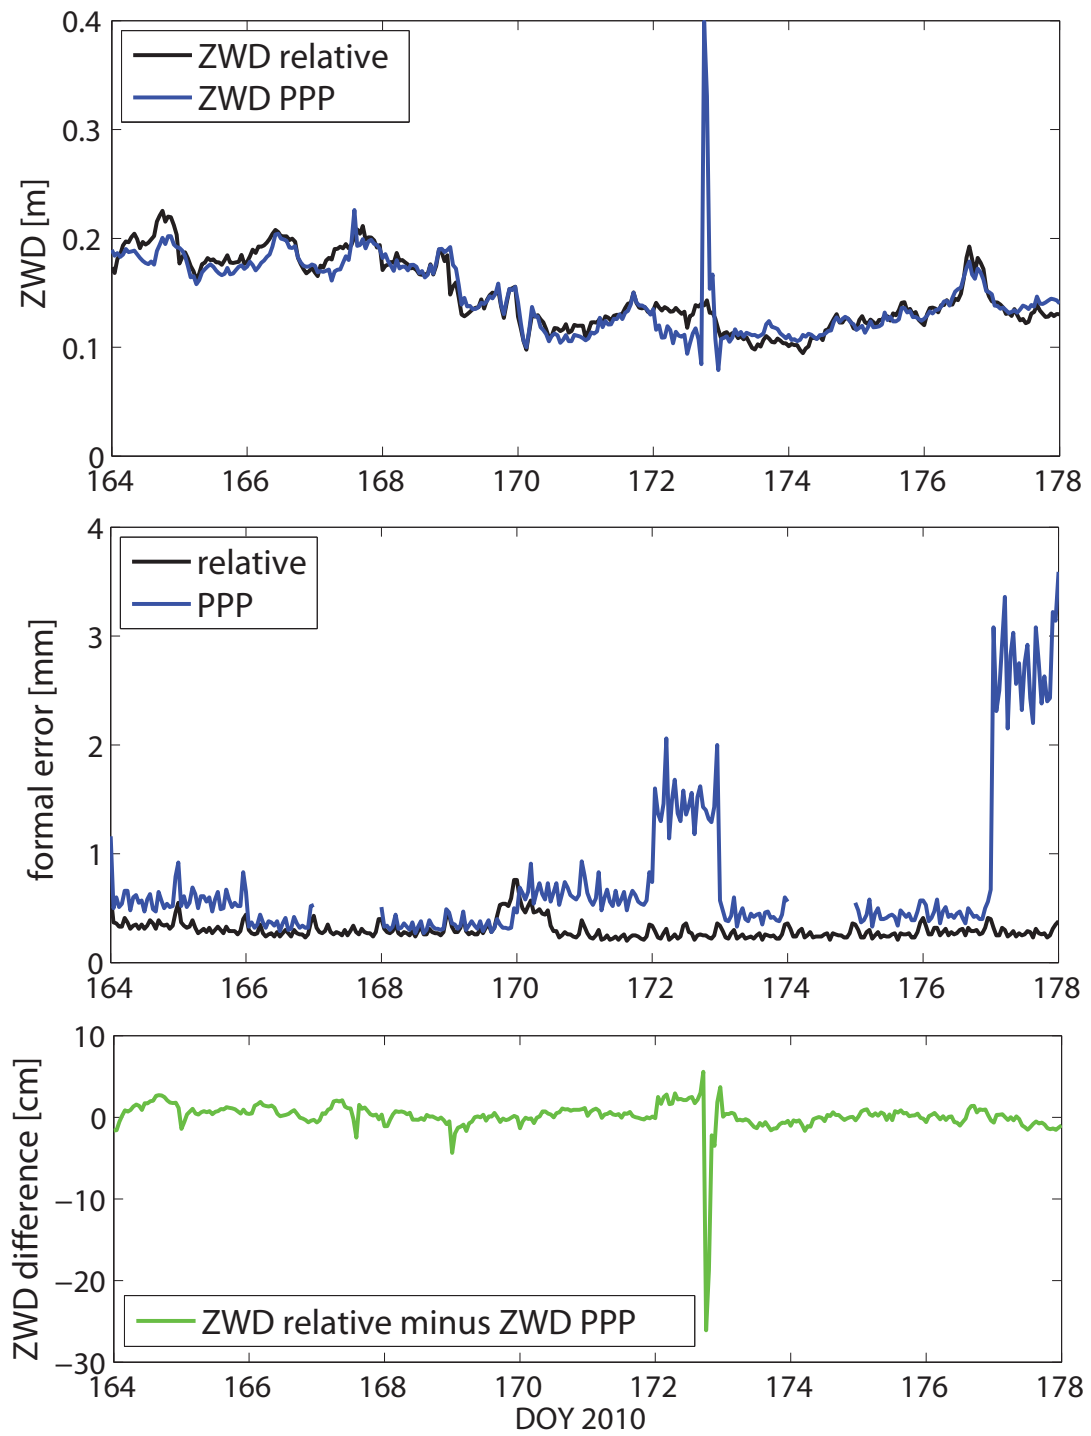 0.4
ZWD relative
ZWD PPP
0.3
ZWD [m]
0.2
0.1
0
164 166 168 170 172 174 176 178
4
relative
PPP
3
formal error [mm]
2
1
0
164 166 168 170 172 174 176 178
10
0
ZWD difference [cm]
−10
−20
ZWD relative minus ZWD PPP
−30
164 166 168 170 172 174 176 178
DOY 2010